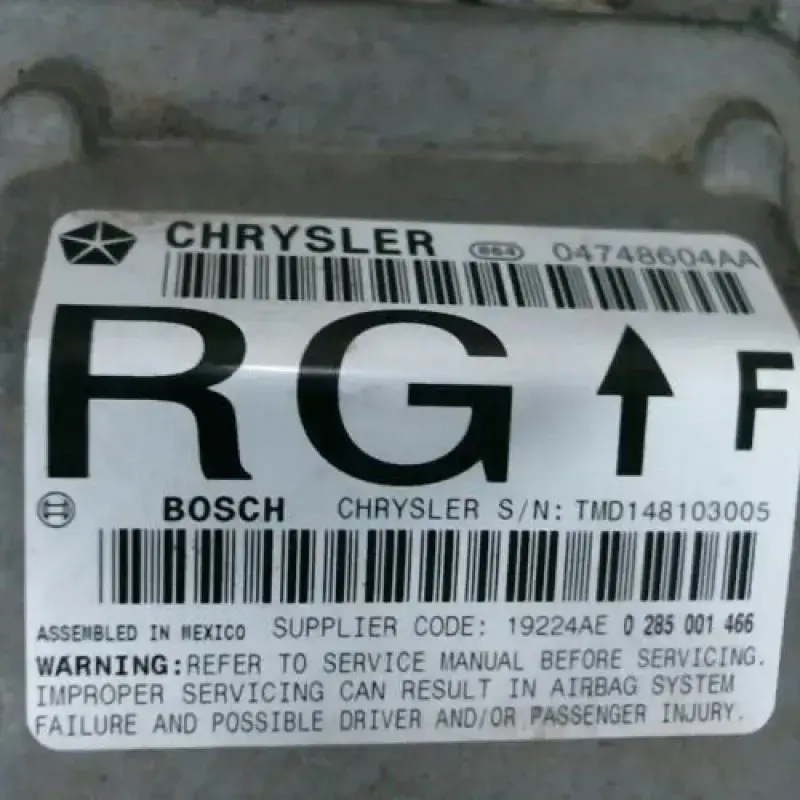 CHRYSLER 864 04748604AA
RG F
BOSCH CHRYSLER S/N: TMD148103005
ASSEMBLED IN MEXICO SUPPLIER CODE: 19224AE 0 285 001 466
WARNING: REFER TO SERVICE MANUAL BEFORE SERVICING.
IMPROPER SERVICING CAN RESULT IN AIRBAG SYSTEM
FAILURE AND POSSIBLE DRIVER AND/OR PASSENGER INJURY.